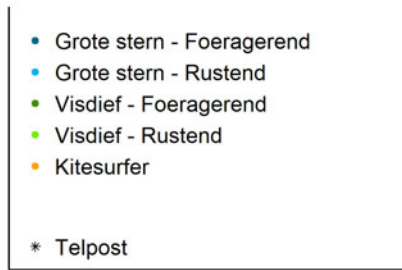 Grote stern - Foeragerend
Grote stern - Rustend
Visdief - Foeragerend
Visdief - Rustend
Kitesurfer
Telpost